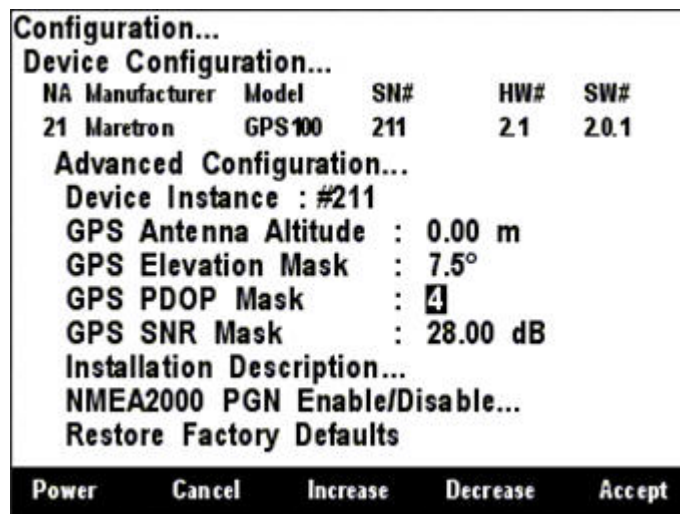 Configuration...
Device Configuration...
NA Manufacturer Model SN# HW# SW#
21 Maretron GPS100 211 2.1 2.0.1
Advanced Configuration...
Device Instance : #211
GPS Antenna Altitude : 0.00 m
GPS Elevation Mask : 7.5°
GPS PDOP Mask : 4
GPS SNR Mask : 28.00 dB
Installation Description...
NMEA2000 PGN Enable/Disable...
Restore Factory Defaults
Power Cancel Increase Decrease Accept